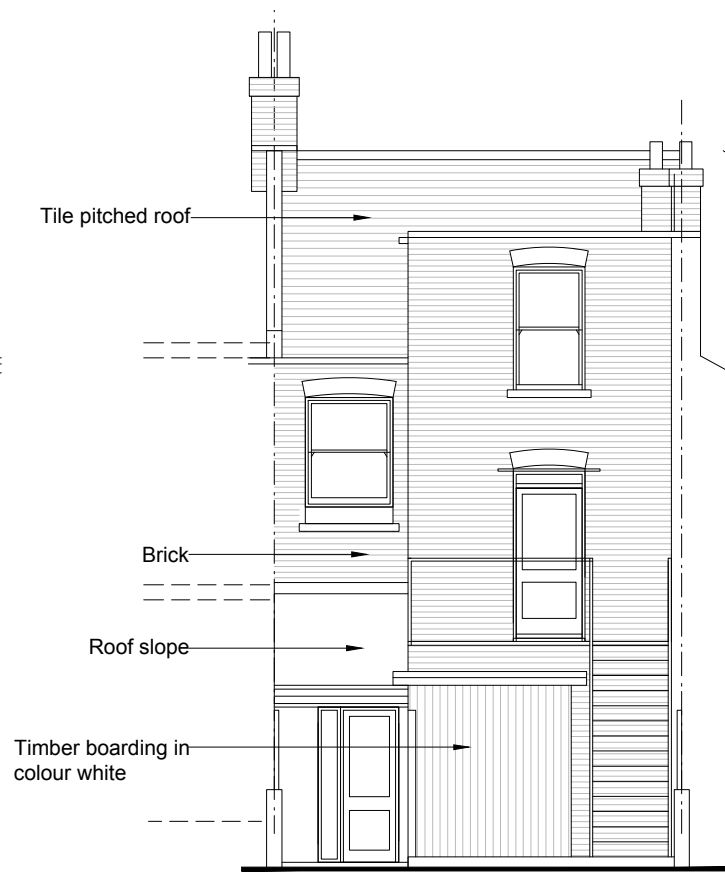 Tile pitched roof
Brick
Roof slope
Timber boarding in
colour white